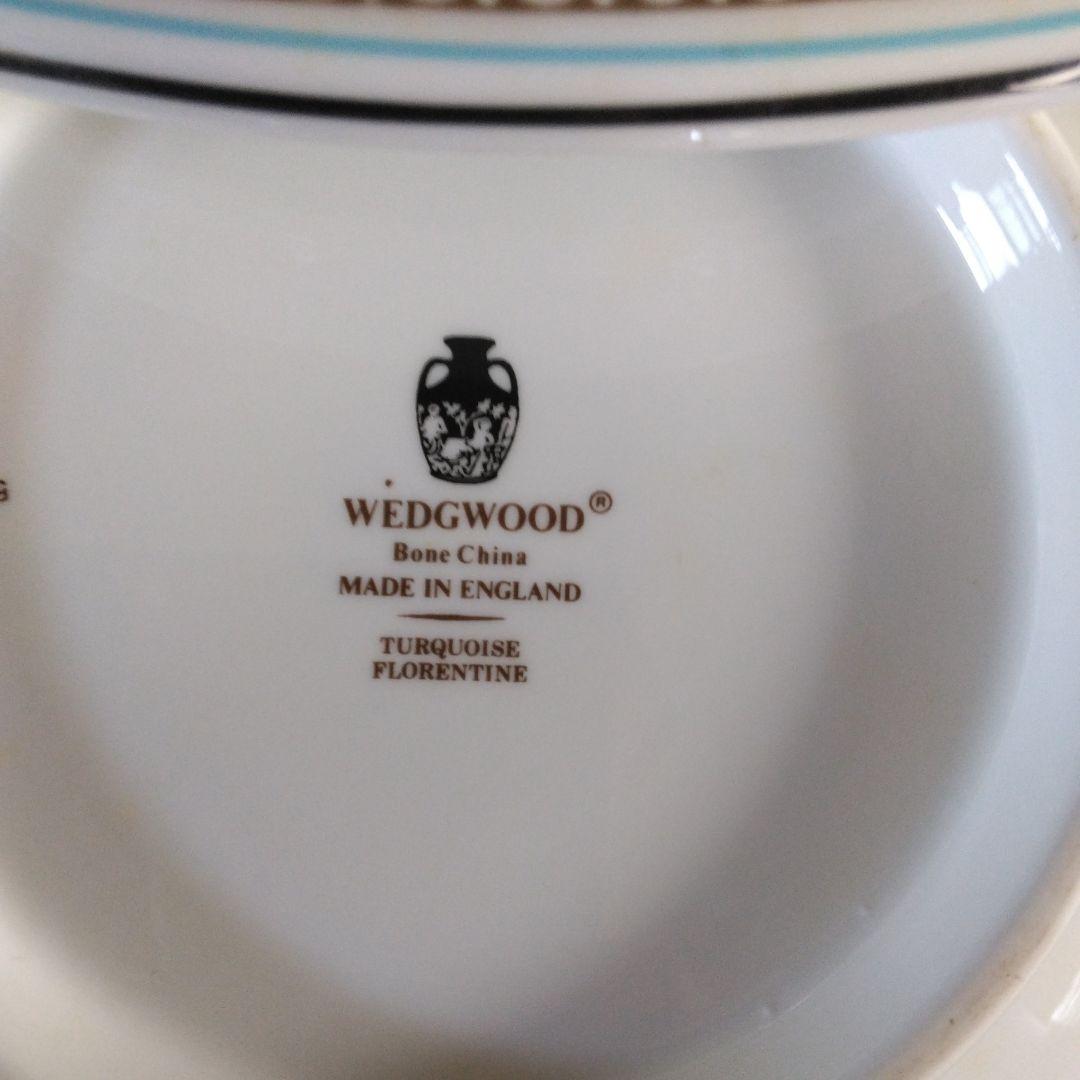 WEDGWOOD®
Bone China
MADE IN ENGLAND
TURQUOISE
FLORENTINE